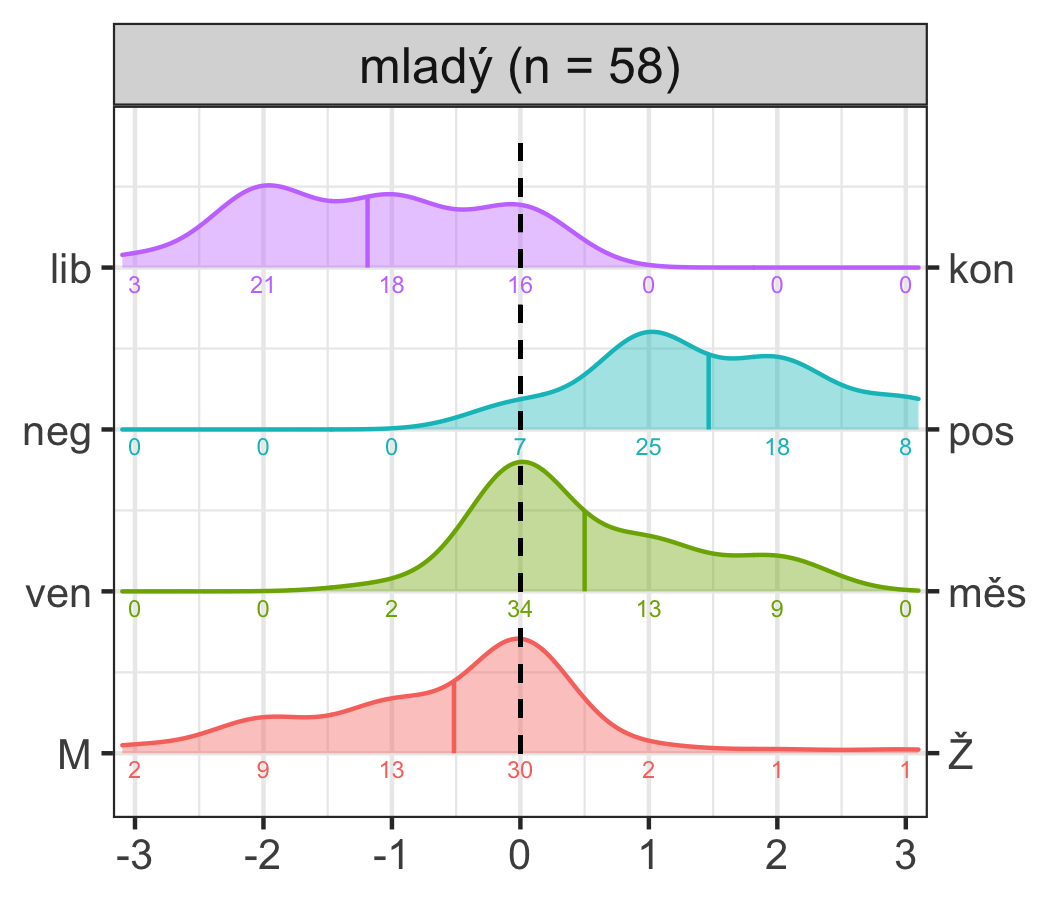 mladý (n = 58)
lib kon
3 21 18 16 0 0 0
neg pos
0 0 0 7 25 18 8
ven měs
0 0 2 34 13 9 0
M Ž
2 9 13 30 2 1 1
-3 -2 -1 0 1 2 3